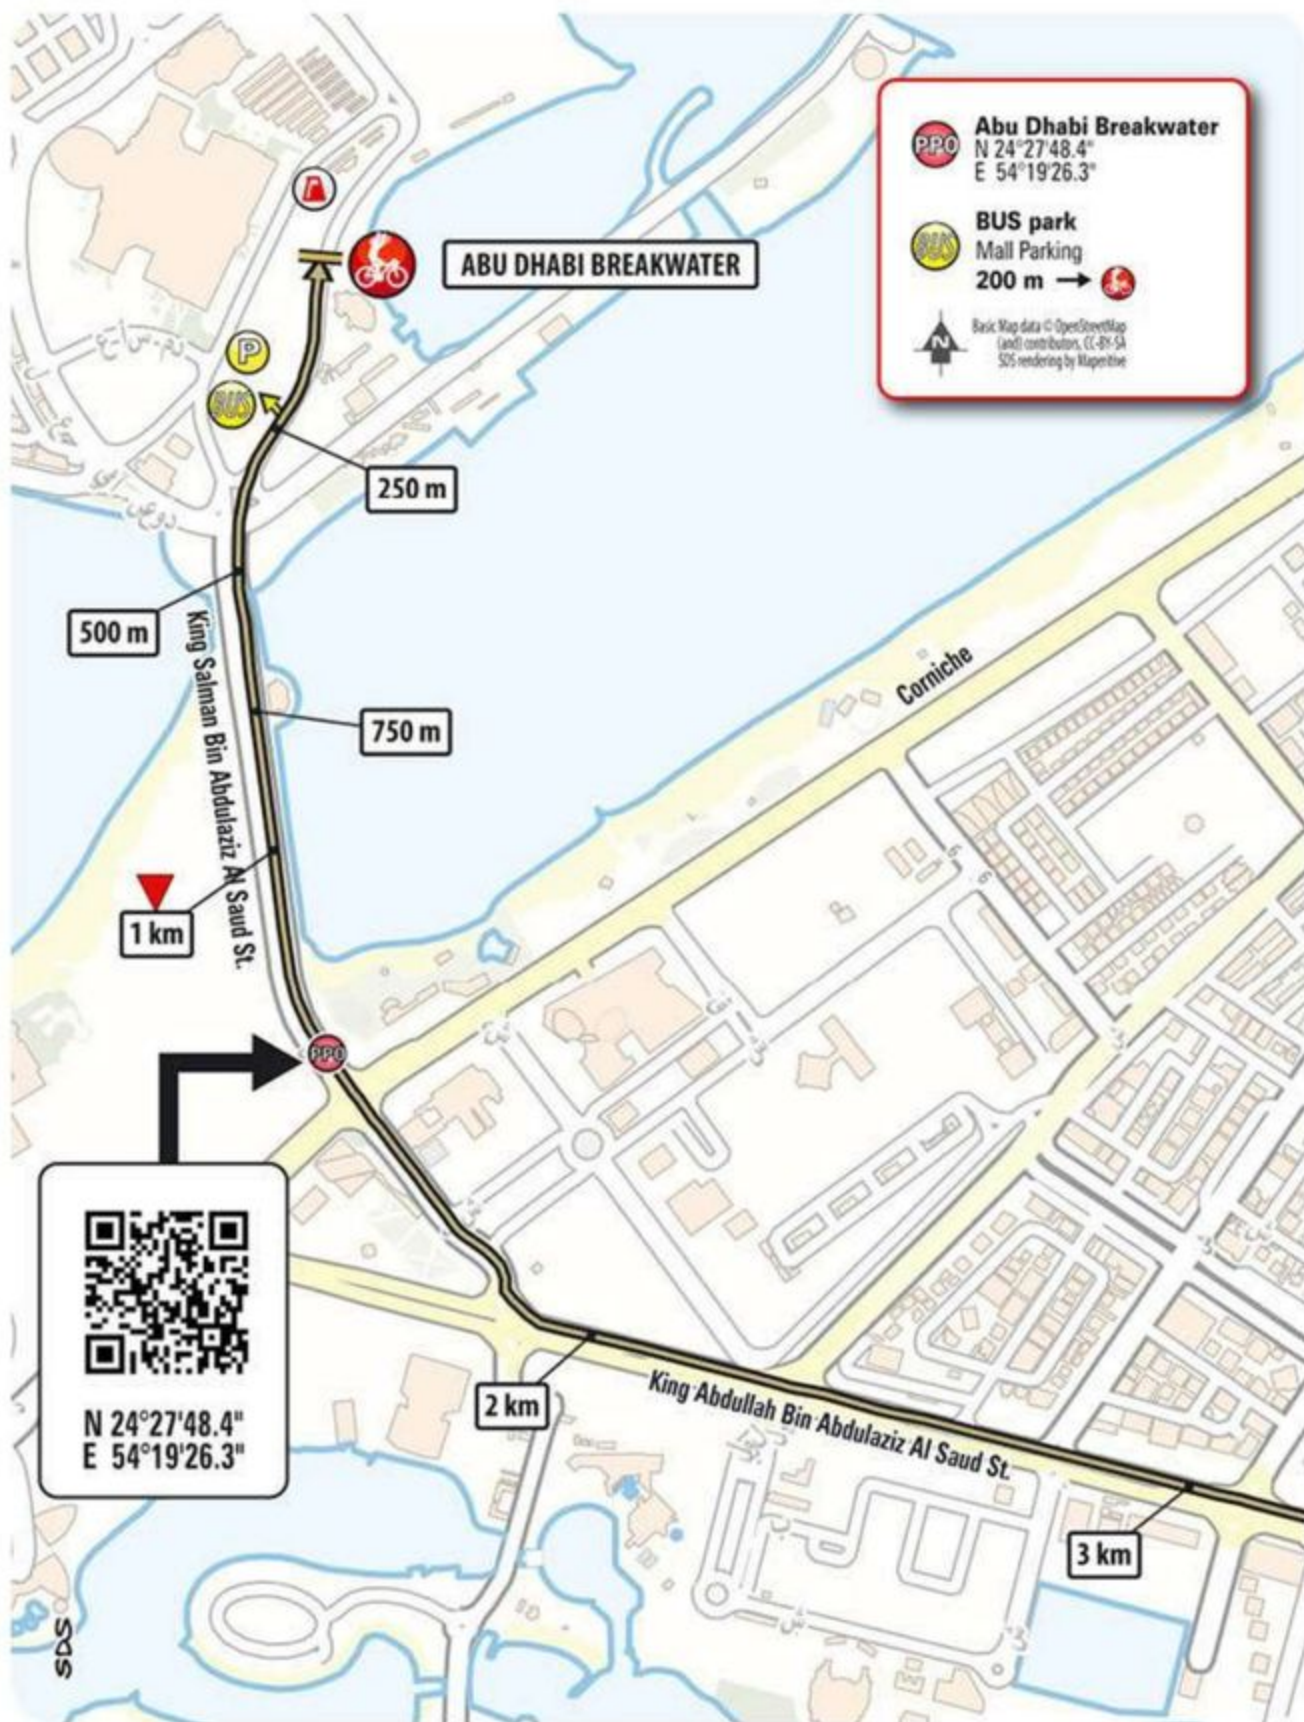 PPO
Abu Dhabi Breakwater
N 24°27'48.4"
E 54°19'26.3"
BUS
BUS park
Mall Parking
200 m
N
Basic Map data © OpenStreetMap
(and) contributors, CC-BY-SA
SDS rendering by Maperitive
ABU DHABI BREAKWATER
P
BUS
250 m
500 m
King Salman Bin Abdulaziz Al Saud St.
750 m
Corniche
1 km
PPO
N 24°27'48.4"
E 54°19'26.3"
2 km
King Abdullah Bin Abdulaziz Al Saud St.
3 km
SDS